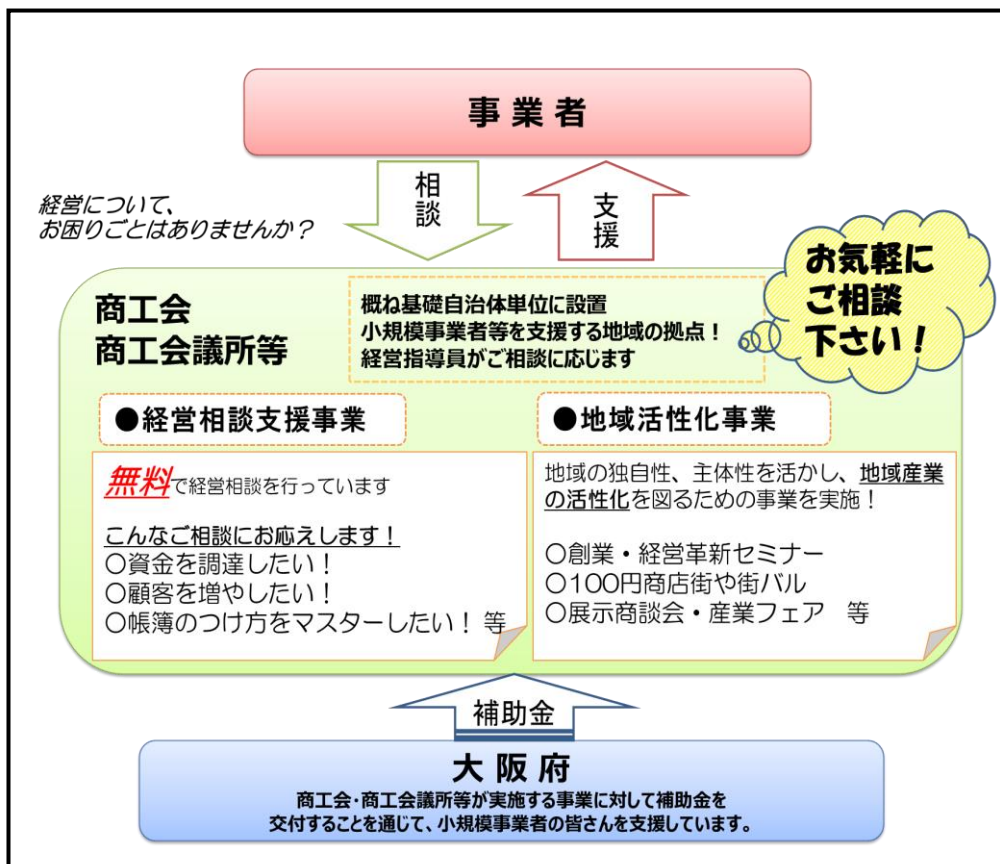 事業者
相談
支援
経営について、
お困りごとはありませんか？
お気軽に
ご相談
下さい！
商工会
商工会議所等
概ね基礎自治体単位に設置
小規模事業者等を支援する地域の拠点！
経営指導員がご相談に応じます
●経営相談支援事業
無料で経営相談を行っています
こんなご相談にお応えします！
○資金を調達したい！
○顧客を増やしたい！
○帳簿のつけ方をマスターしたい！ 等
●地域活性化事業
地域の独自性、主体性を活かし、地域産業
の活性化を図るための事業を実施！
○創業・経営革新セミナー
○100円商店街や街バル
○展示商談会・産業フェア　等
補助金
大阪府
商工会・商工会議所等が実施する事業に対して補助金を
交付することを通じて、小規模事業者の皆さんを支援しています。